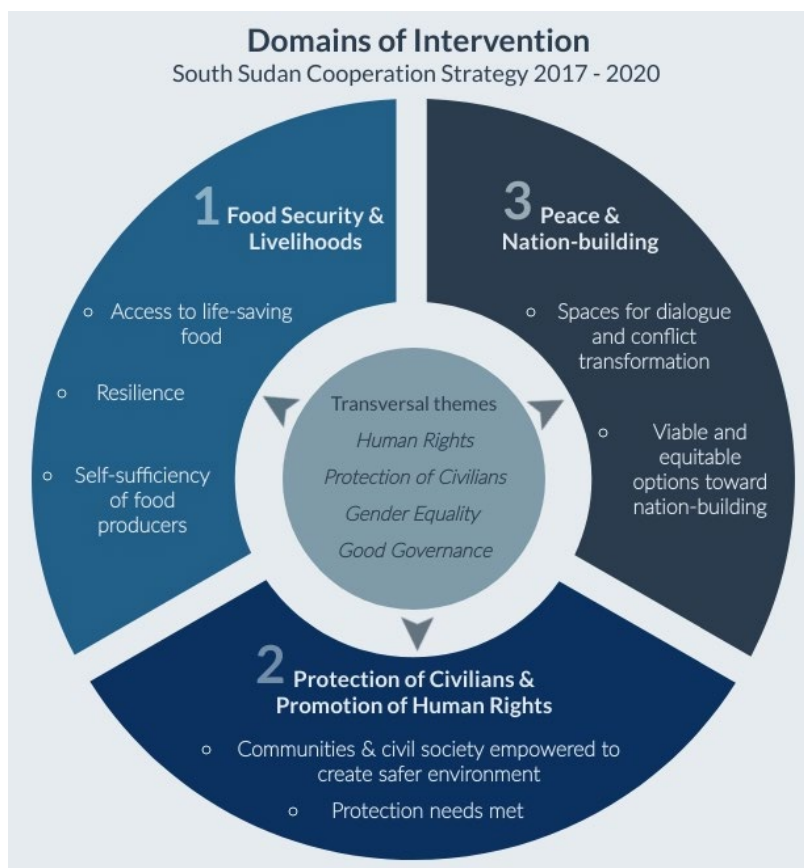 Domains of Intervention
South Sudan Cooperation Strategy 2017 - 2020
1 Food Security &
Livelihoods
Access to life-saving
food
Resilience
Self-sufficiency
of food
producers
3 Peace &
Nation-building
Spaces for dialogue
and conflict
transformation
Viable and
equitable
options toward
nation-building
Transversal themes
Human Rights
Protection of Civilians
Gender Equality
Good Governance
2 Protection of Civilians &
Promotion of Human Rights
Communities & civil society empowered to
create safer environment
Protection needs met